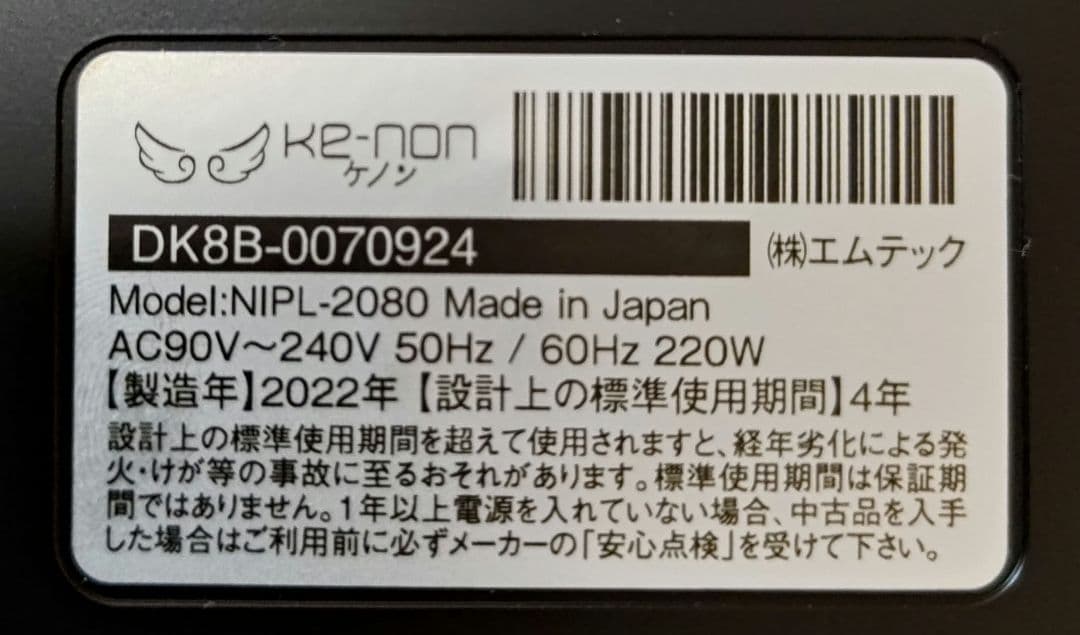 ke-non
ケノン
DK8B-0070924
㈱エムテック
Model:NIPL-2080 Made in Japan
AC90V～240V 50Hz / 60Hz 220W
【製造年】2022年【設計上の標準使用期間】4年
設計上の標準使用期間を超えて使用されますと、経年劣化による発
火・けが等の事故に至るおそれがあります。標準使用期間は保証期
間ではありません。1年以上電源を入れていない場合、中古品を入手
した場合はご利用前に必ずメーカーの「安心点検」を受けて下さい。